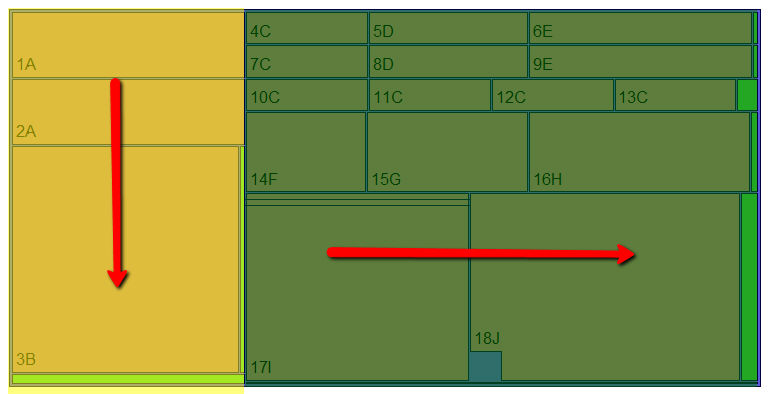 1A
2A
3B
4C 5D 6E
7C 8D 9E
10C 11C 12C 13C
14F 15G 16H
17I 18J